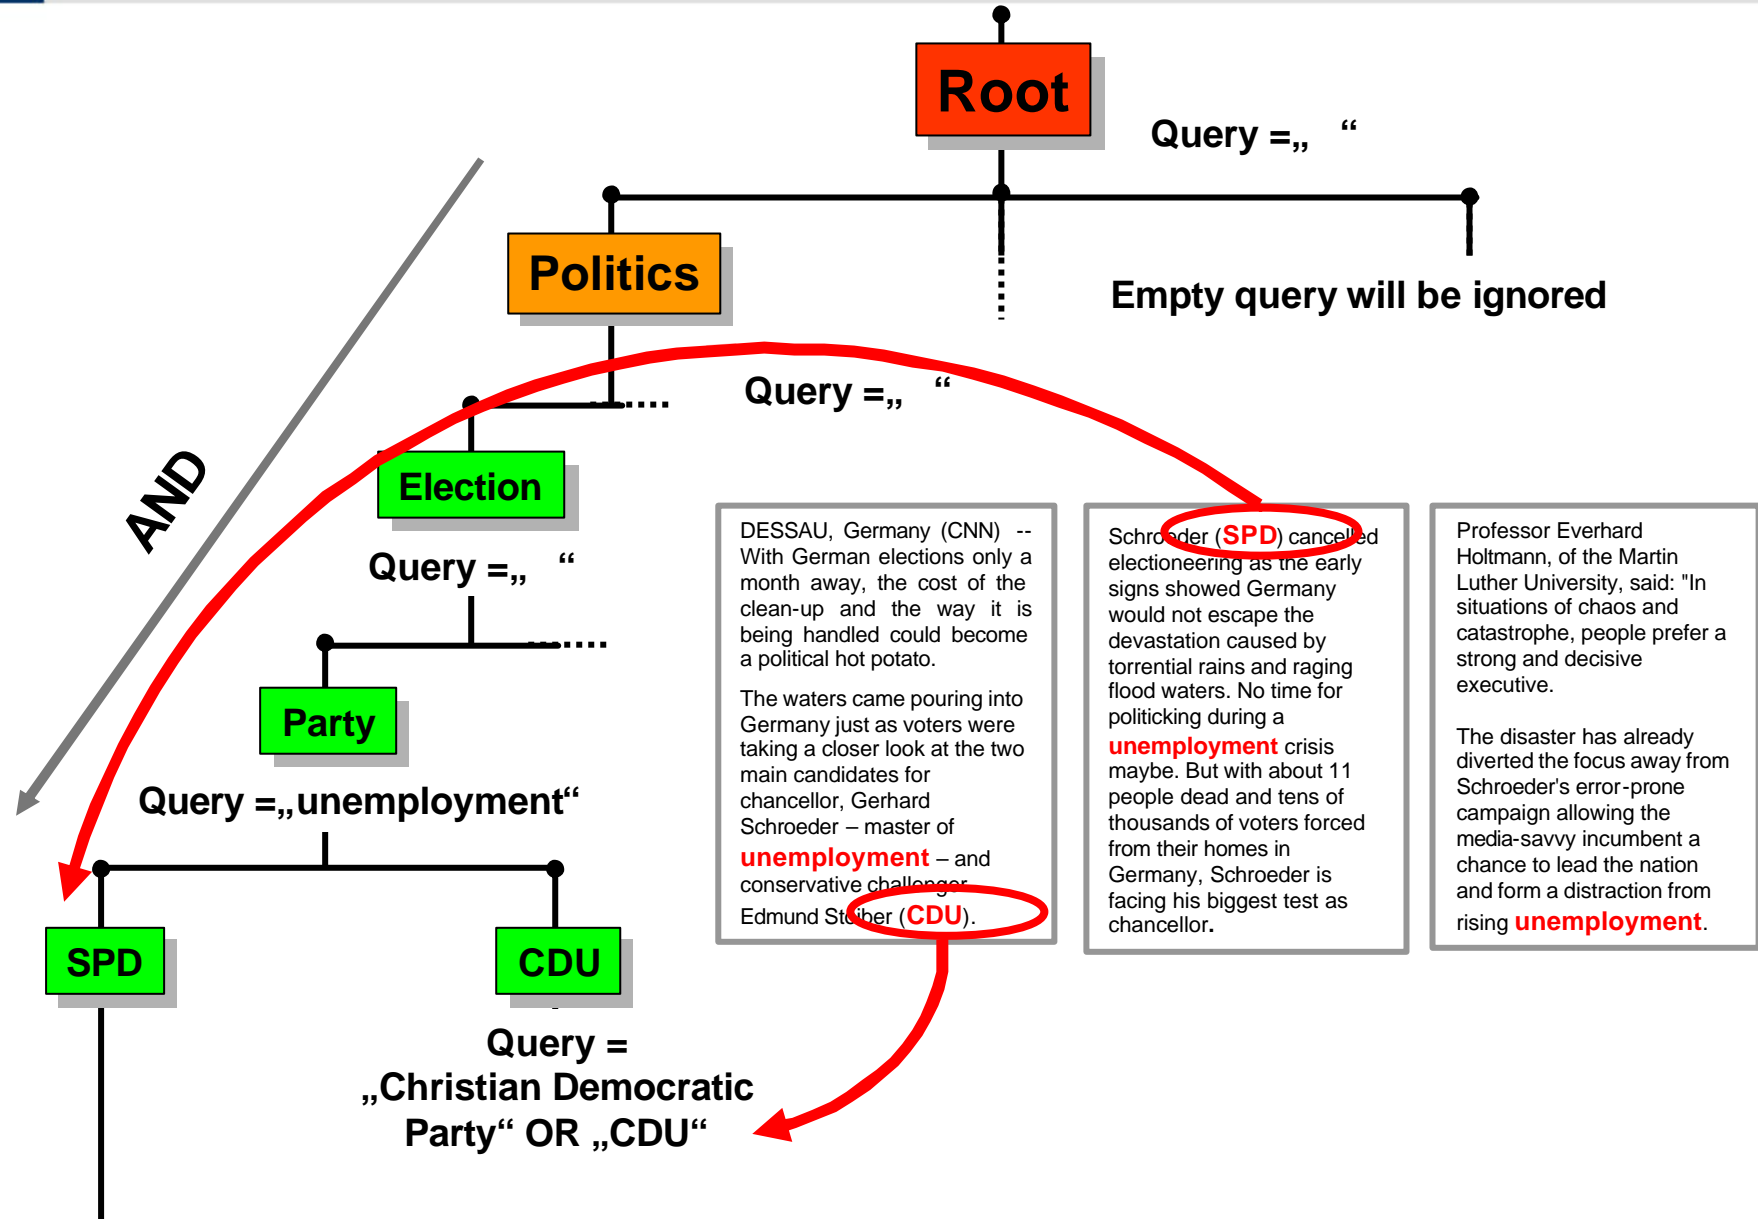 Root
Query =„ “
Politics
Empty query will be ignored
Query =„ “
AND
Election
Query =„ “
Party
Query =„unemployment“
SPD
CDU
Query =
„Christian Democratic
Party“ OR „CDU“
DESSAU, Germany (CNN) --
With German elections only a
month away, the cost of the
clean-up and the way it is
being handled could become
a political hot potato.
The waters came pouring into
Germany just as voters were
taking a closer look at the two
main candidates for
chancellor, Gerhard
Schroeder – master of
unemployment – and
conservative challenger
Edmund Stoiber (CDU).
Schroeder (SPD) cancelled
electioneering as the early
signs showed Germany
would not escape the
devastation caused by
torrential rains and raging
flood waters. No time for
politicking during a
unemployment crisis
maybe. But with about 11
people dead and tens of
thousands of voters forced
from their homes in
Germany, Schroeder is
facing his biggest test as
chancellor.
Professor Everhard
Holtmann, of the Martin
Luther University, said: "In
situations of chaos and
catastrophe, people prefer a
strong and decisive
executive.
The disaster has already
diverted the focus away from
Schroeder's error-prone
campaign allowing the
media-savvy incumbent a
chance to lead the nation
and form a distraction from
rising unemployment.